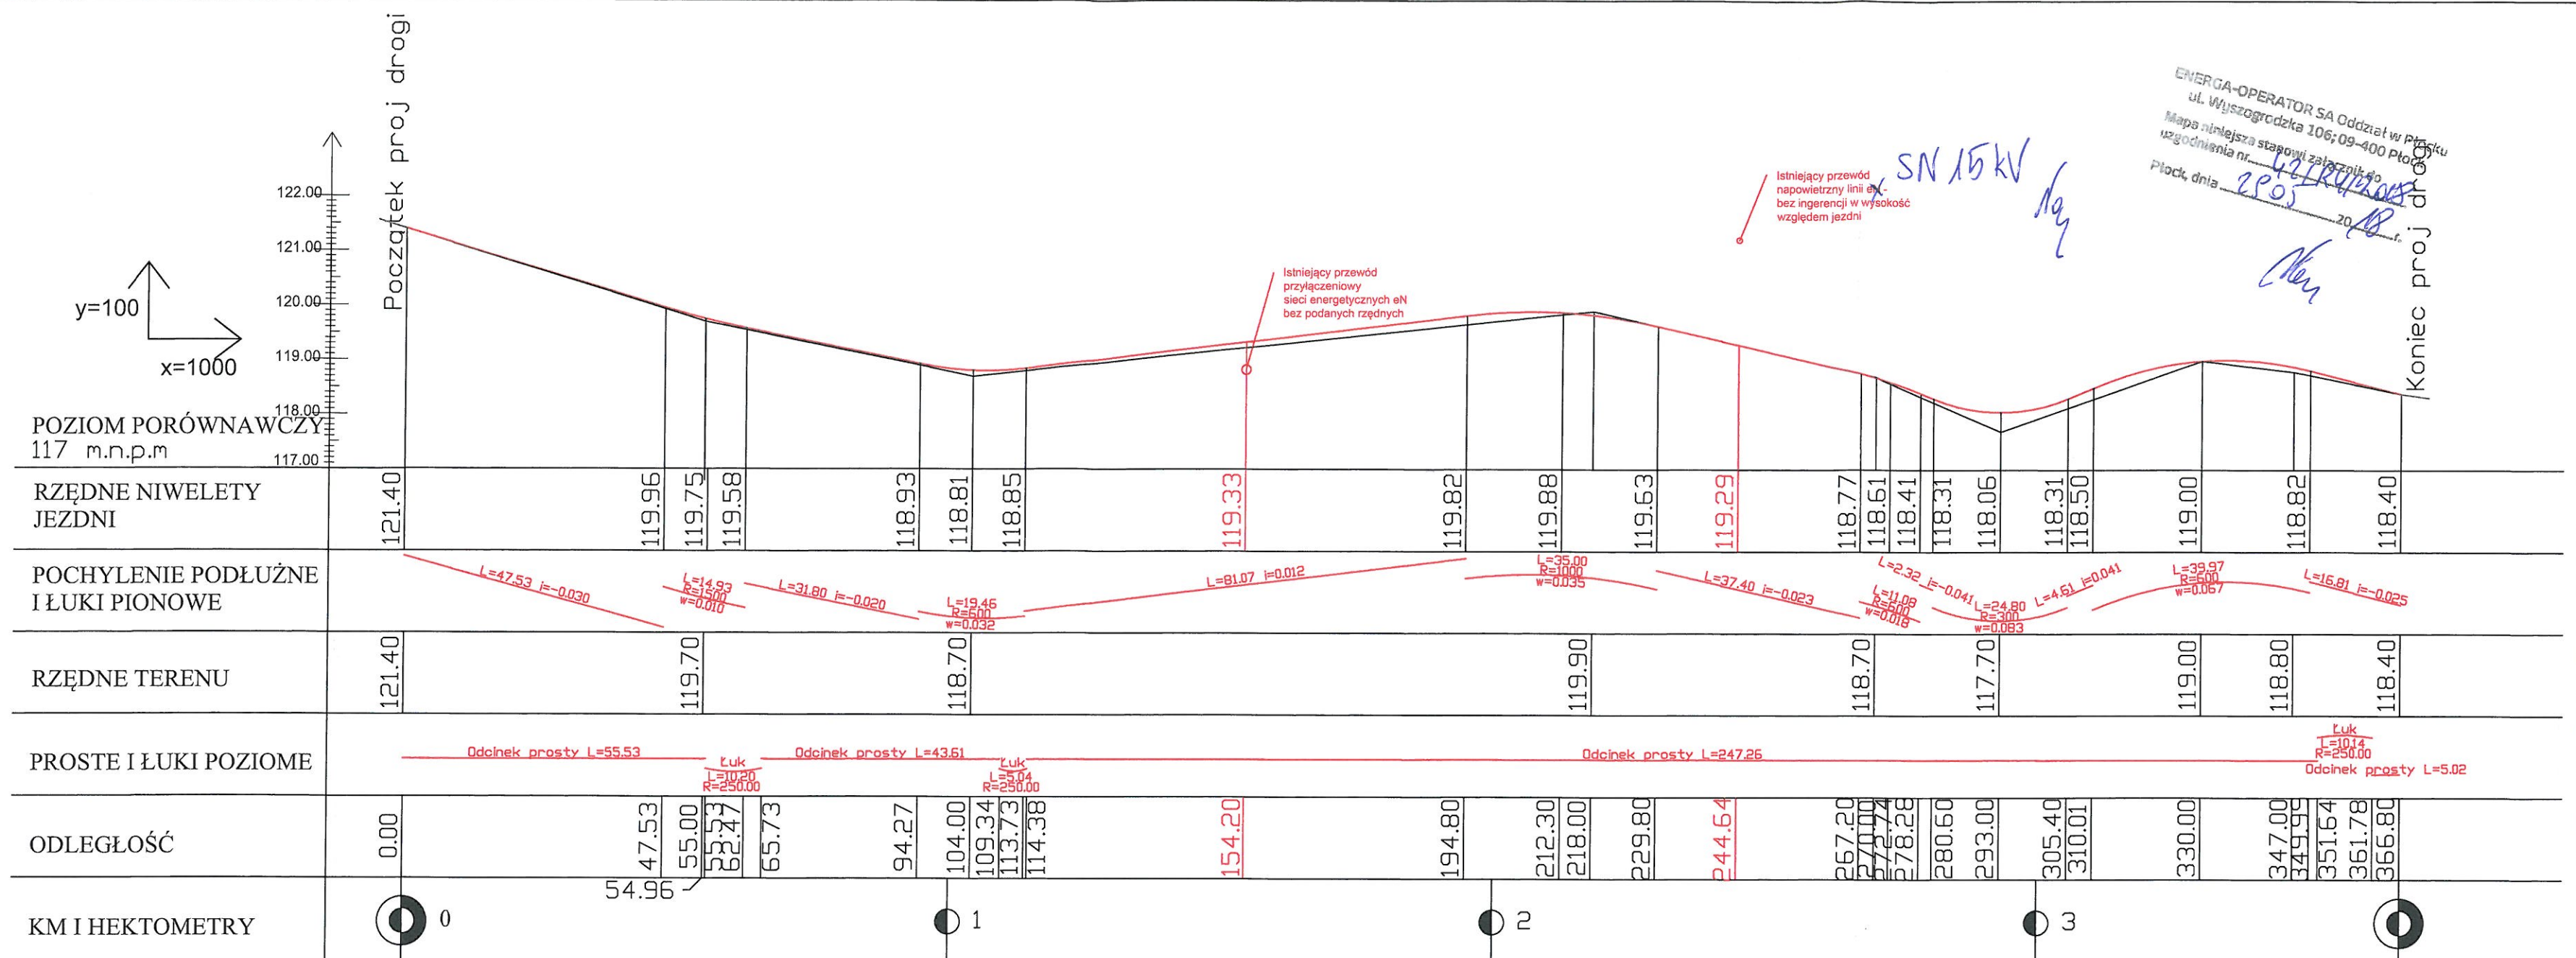 Początek proj drogi
122.00
121.00
120.00
119.00
118.00
117.00
y=100
x=1000
Istniejący przewód
przyłączeniowy
sieci energetycznych eN
bez podanych rzędnych
Istniejący przewód
napowietrzny linii eN -
bez ingerencji w wysokość
względem jezdni
SN 15 kV
ENERGA-OPERATOR SA Oddział w Płocku
ul. Wyszogrodzka 106; 09-400 Płock
Mapa niniejsza stanowi załącznik do
uzgodnienia nr
Płock, dnia 2905 20 18 r.
Koniec proj drogi
POZIOM PORÓWNAWCZY
117 m.n.p.m
RZĘDNE NIWELETY
JEZDNI
121.40 119.96 119.75 119.58 118.93 118.81 118.85 119.33 119.82 119.88 119.63 119.29 118.77 118.61 118.41 118.31 118.06 118.31 118.50 119.00 118.82 118.40
POCHYLENIE PODŁUŻNE
I ŁUKI PIONOWE
L=47.53 i=-0.030
L=14.93
R=1500
w=0.010
L=31.80 i=-0.020
L=19.46
R=600
w=0.032
L=81.07 i=0.012
L=35.00
R=1000
w=0.035
L=37.40 i=-0.023
L=11.08
R=600
w=0.018
L=2.32 i=-0.041
L=24.80
R=300
w=0.083
L=4.61 i=0.041
L=39.97
R=600
w=0.067
L=16.81 i=-0.025
RZĘDNE TERENU
121.40 119.70 118.70 119.90 118.70 117.70 119.00 118.80 118.40
PROSTE I ŁUKI POZIOME
Odcinek prosty L=55.53
Łuk
L=10.20
R=250.00
Odcinek prosty L=43.61
Łuk
L=5.04
R=250.00
Odcinek prosty L=247.26
Łuk
L=10.14
R=250.00
Odcinek prosty L=5.02
ODLEGŁOŚĆ
0.00 47.53 55.00 55.53 62.47 65.73 94.27 104.00 109.34 113.73 114.38 154.20 194.80 212.30 218.00 229.80 244.64 267.20 270.00 272.74 278.28 280.60 293.00 305.40 310.01 330.00 347.00 349.99 351.64 361.78 366.80
54.96
KM I HEKTOMETRY
0 1 2 3